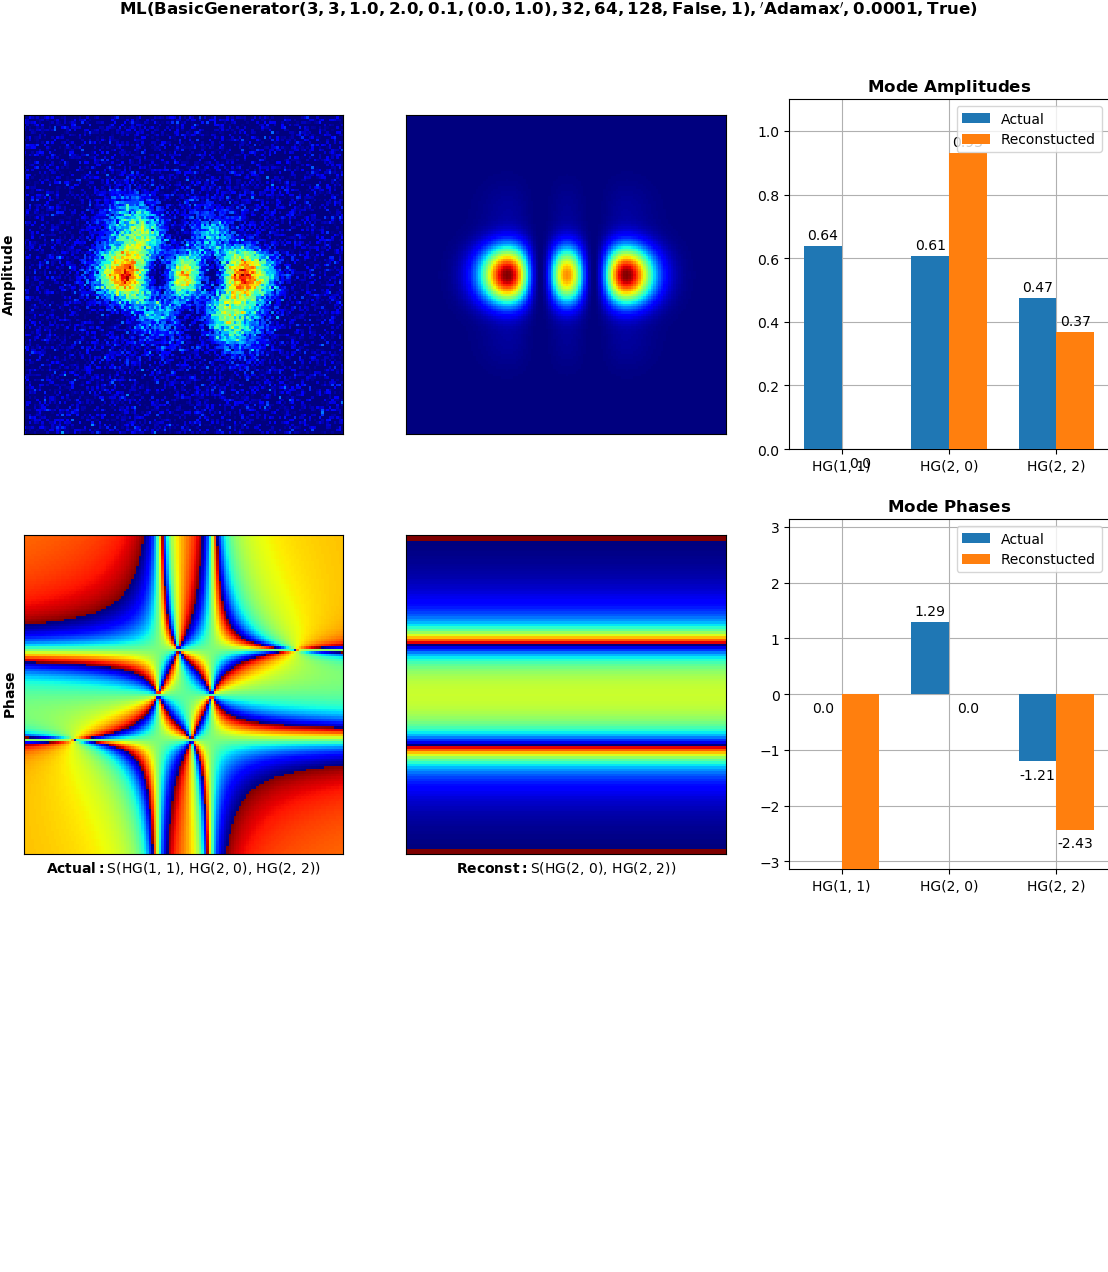 ML(BasicGenerator(3, 3, 1.0, 2.0, 0.1, (0.0, 1.0), 32, 64, 128, False, 1), ′Adamax′, 0.0001, True)
Amplitude
Mode Amplitudes
Actual
Reconstucted
1.0
0.8
0.6
0.4
0.2
0.0
0.64
0.0
0.61
0.47
0.37
HG(1, 1)
HG(2, 0)
HG(2, 2)
Phase
Actual: S(HG(1, 1), HG(2, 0), HG(2, 2))
Reconst: S(HG(2, 0), HG(2, 2))
Mode Phases
Actual
Reconstucted
3
2
1
0
−1
−2
−3
0.0
1.29
0.0
-1.21
-2.43
HG(1, 1)
HG(2, 0)
HG(2, 2)